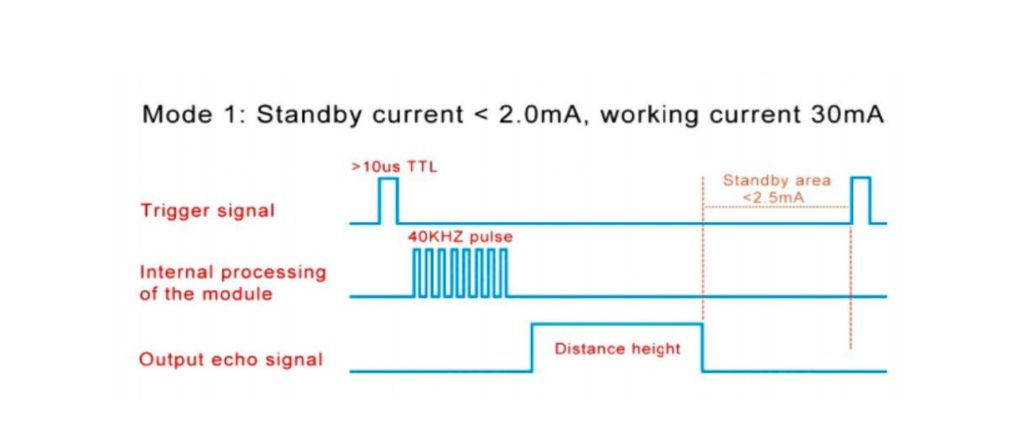 Mode 1: Standby current < 2.0mA, working current 30mA
>10us TTL
Standby area
<2.5mA
Trigger signal
40KHZ pulse
Internal processing
of the module
Distance height
Output echo signal